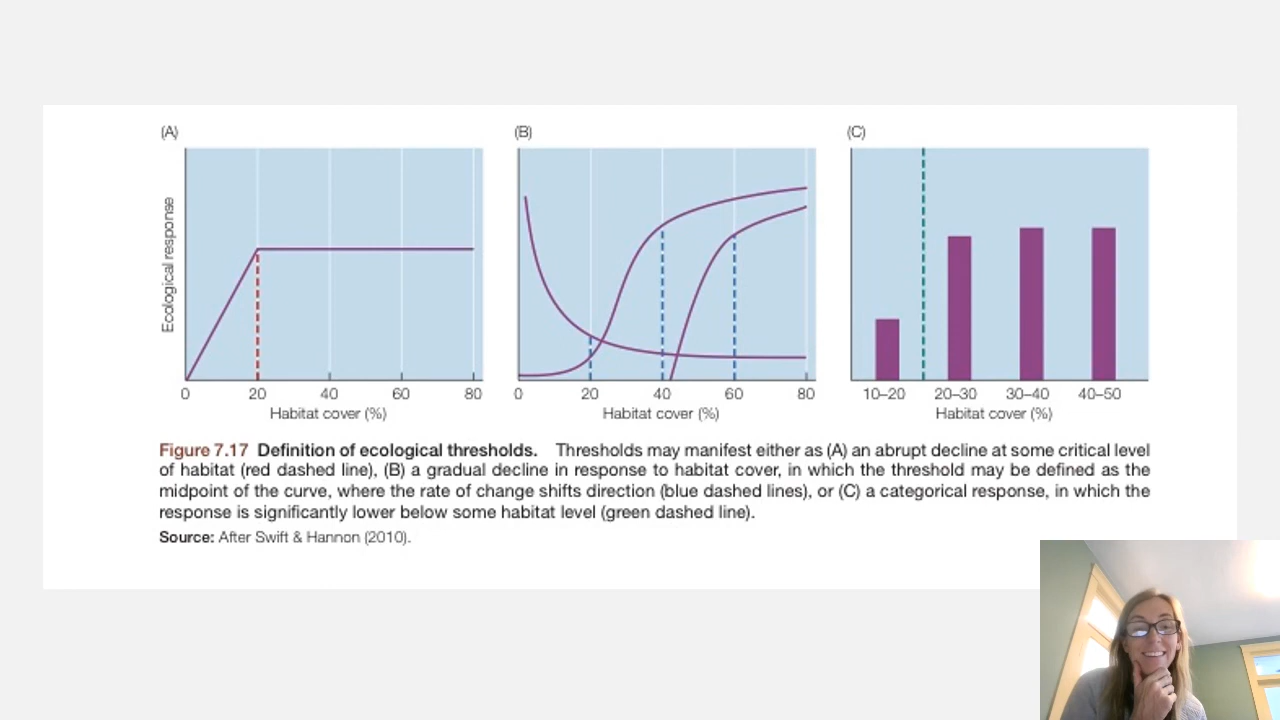 (A)
(B)
(C)
Ecological response
0 20 40 60 80
Habitat cover (%)
0 20 40 60 80
Habitat cover (%)
10–20 20–30 30–40 40–50
Habitat cover (%)
Figure 7.17 Definition of ecological thresholds. Thresholds may manifest either as (A) an abrupt decline at some critical level
of habitat (red dashed line), (B) a gradual decline in response to habitat cover, in which the threshold may be defined as the
midpoint of the curve, where the rate of change shifts direction (blue dashed lines), or (C) a categorical response, in which the
response is significantly lower below some habitat level (green dashed line).
Source: After Swift & Hannon (2010).